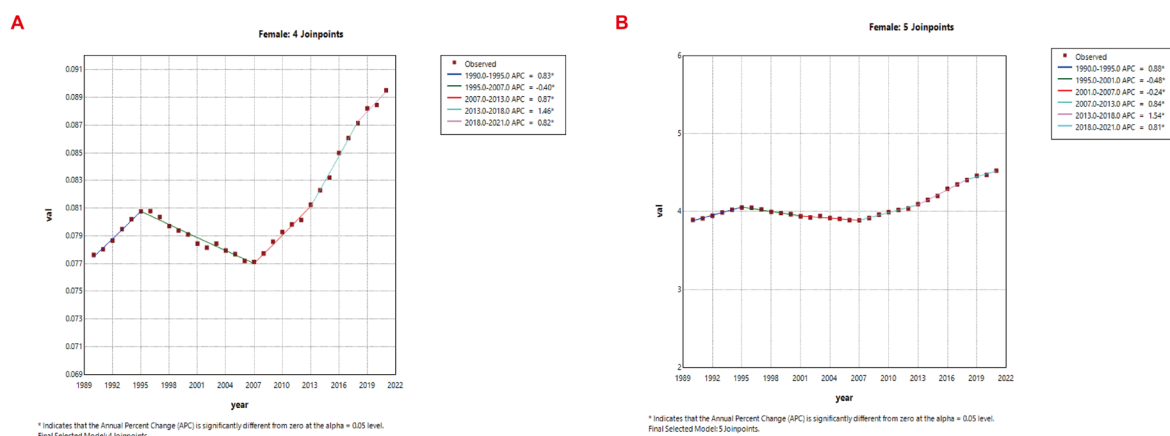 A
Female: 4 Joinpoints
0.091
0.089
0.087
0.085
0.083
0.081
0.079
0.077
0.075
0.073
0.071
0.069
val
1989 1992 1995 1998 2001 2004 2007 2010 2013 2016 2019 2022
year
Observed
1990.0-1995.0 APC = 0.83*
1995.0-2007.0 APC = -0.40*
2007.0-2013.0 APC = 0.87*
2013.0-2018.0 APC = 1.46*
2018.0-2021.0 APC = 0.82*
* Indicates that the Annual Percent Change (APC) is significantly different from zero at the alpha = 0.05 level.
Final Selected Model: 4 Joinpoints.
B
Female: 5 Joinpoints
6
5
4
3
2
val
1989 1992 1995 1998 2001 2004 2007 2010 2013 2016 2019 2022
year
Observed
1990.0-1995.0 APC = 0.88*
1995.0-2001.0 APC = -0.48*
2001.0-2007.0 APC = -0.24*
2007.0-2013.0 APC = 0.84*
2013.0-2018.0 APC = 1.54*
2018.0-2021.0 APC = 0.81*
* Indicates that the Annual Percent Change (APC) is significantly different from zero at the alpha = 0.05 level.
Final Selected Model: 5 Joinpoints.